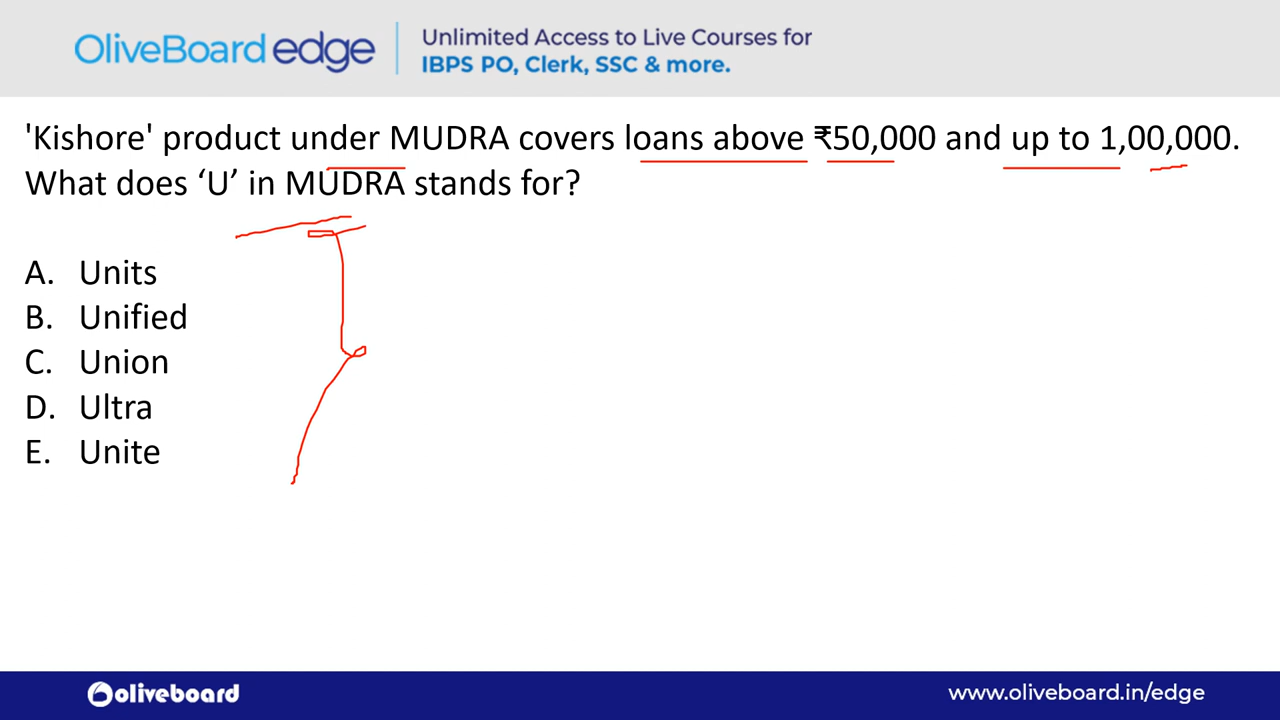 OliveBoard edge
Unlimited Access to Live Courses for
IBPS PO, Clerk, SSC & more.
'Kishore' product under MUDRA covers loans above ₹50,000 and up to 1,00,000.
What does ‘U’ in MUDRA stands for?
A. Units
B. Unified
C. Union
D. Ultra
E. Unite
oliveboard
www.oliveboard.in/edge